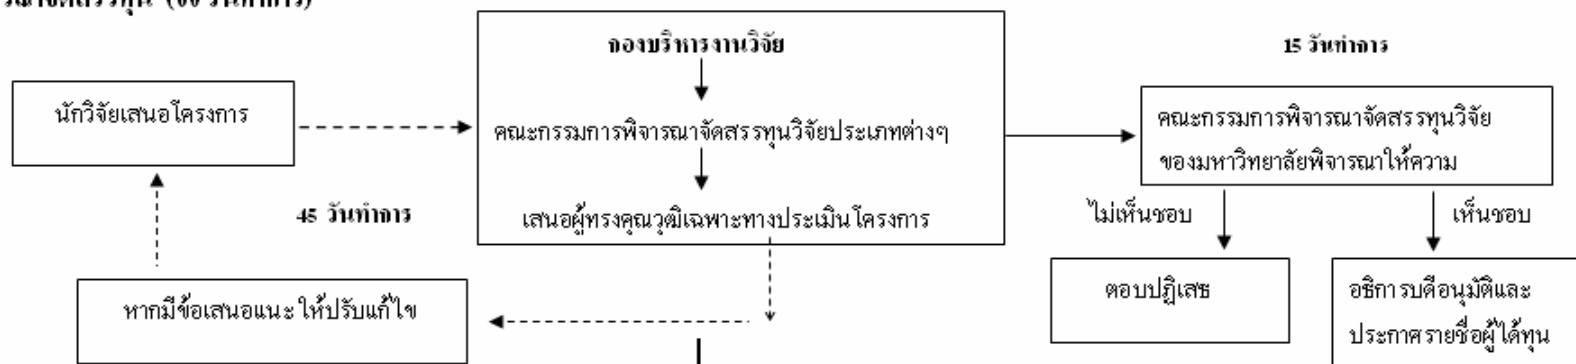 กองบริหารงานวิจัย
15 วันทำการ
นักวิจัยเสนอโครงการ
คณะกรรมการพิจารณาจัดสรรทุนวิจัยประเภทต่างๆ
คณะกรรมการพิจารณาจัดสรรทุนวิจัย
ของมหาวิทยาลัยพิจารณาให้ความ
45 วันทำการ
เสนอผู้ทรงคุณวุฒิเฉพาะทางประเมินโครงการ
ไม่เห็นชอบ
เห็นชอบ
หากมีข้อเสนอแนะ ให้ปรับแก้ไข
ตอบปฏิเสธ
อธิการบดีอนุมัติและ
ประกาศรายชื่อผู้ได้ทุน